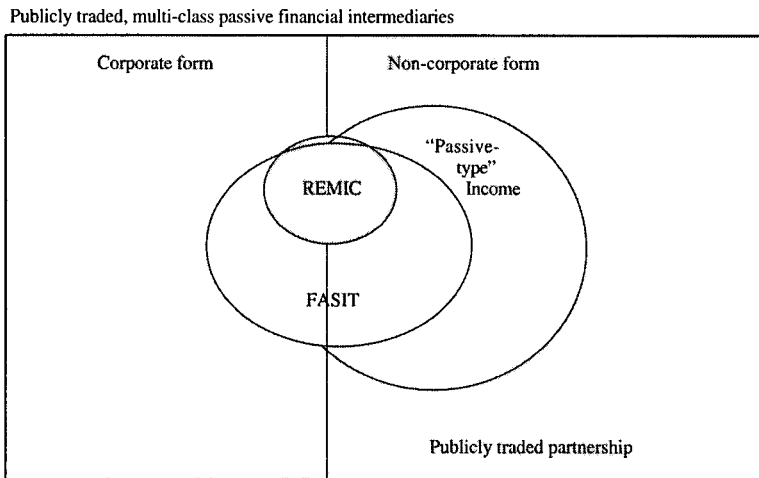 Publicly traded, multi-class passive financial intermediaries
Corporate form
Non-corporate form
“Passive-
type”
Income
REMIC
FASIT
Publicly traded partnership